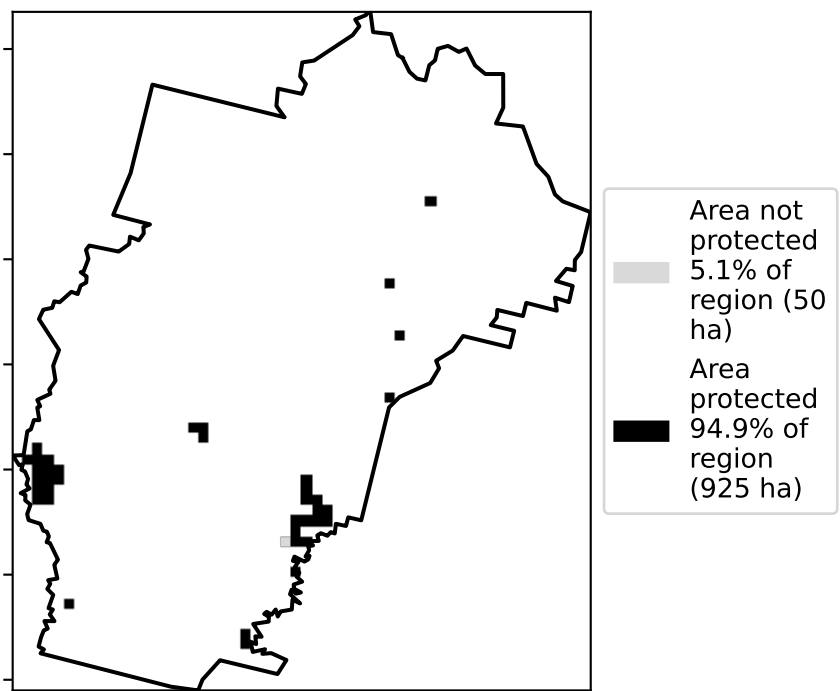 Area not
protected
5.1% of
region (50
ha)
Area
protected
94.9% of
region
(925 ha)